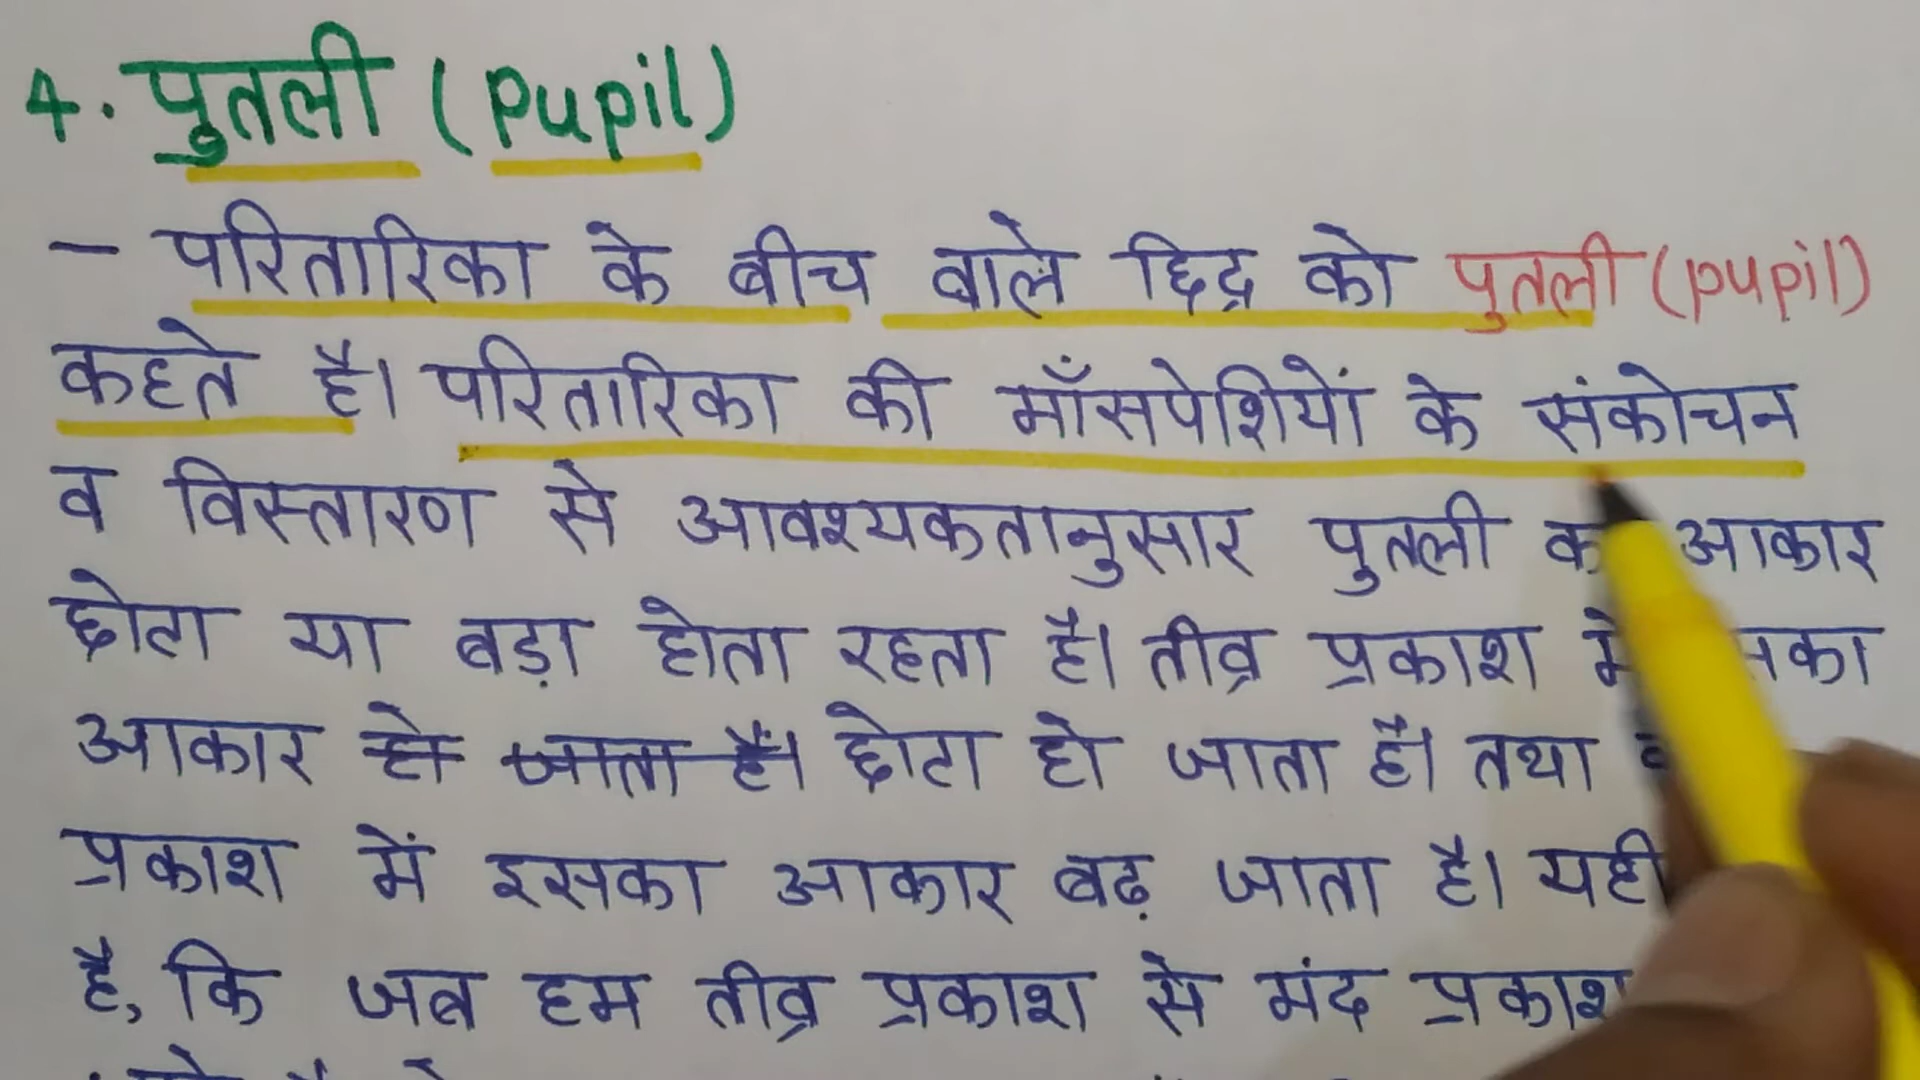 4. पुतली (Pupil)
– परितारिका के बीच वाले छिद्र को पुतली (pupil)
कहते है। परितारिका की माँसपेशियों के संकोचन
व विस्तारण से आवश्यकतानुसार पुतली आकार
छोटा या बड़ा होता रहता है। तीव्र प्रकाश
आकार हो जाता है। छोटा हो जाता है। तथा
प्रकाश में इसका आकार बढ़ जाता है। यही
है, कि जब हम तीव्र प्रकाश से मंद प्रकाश